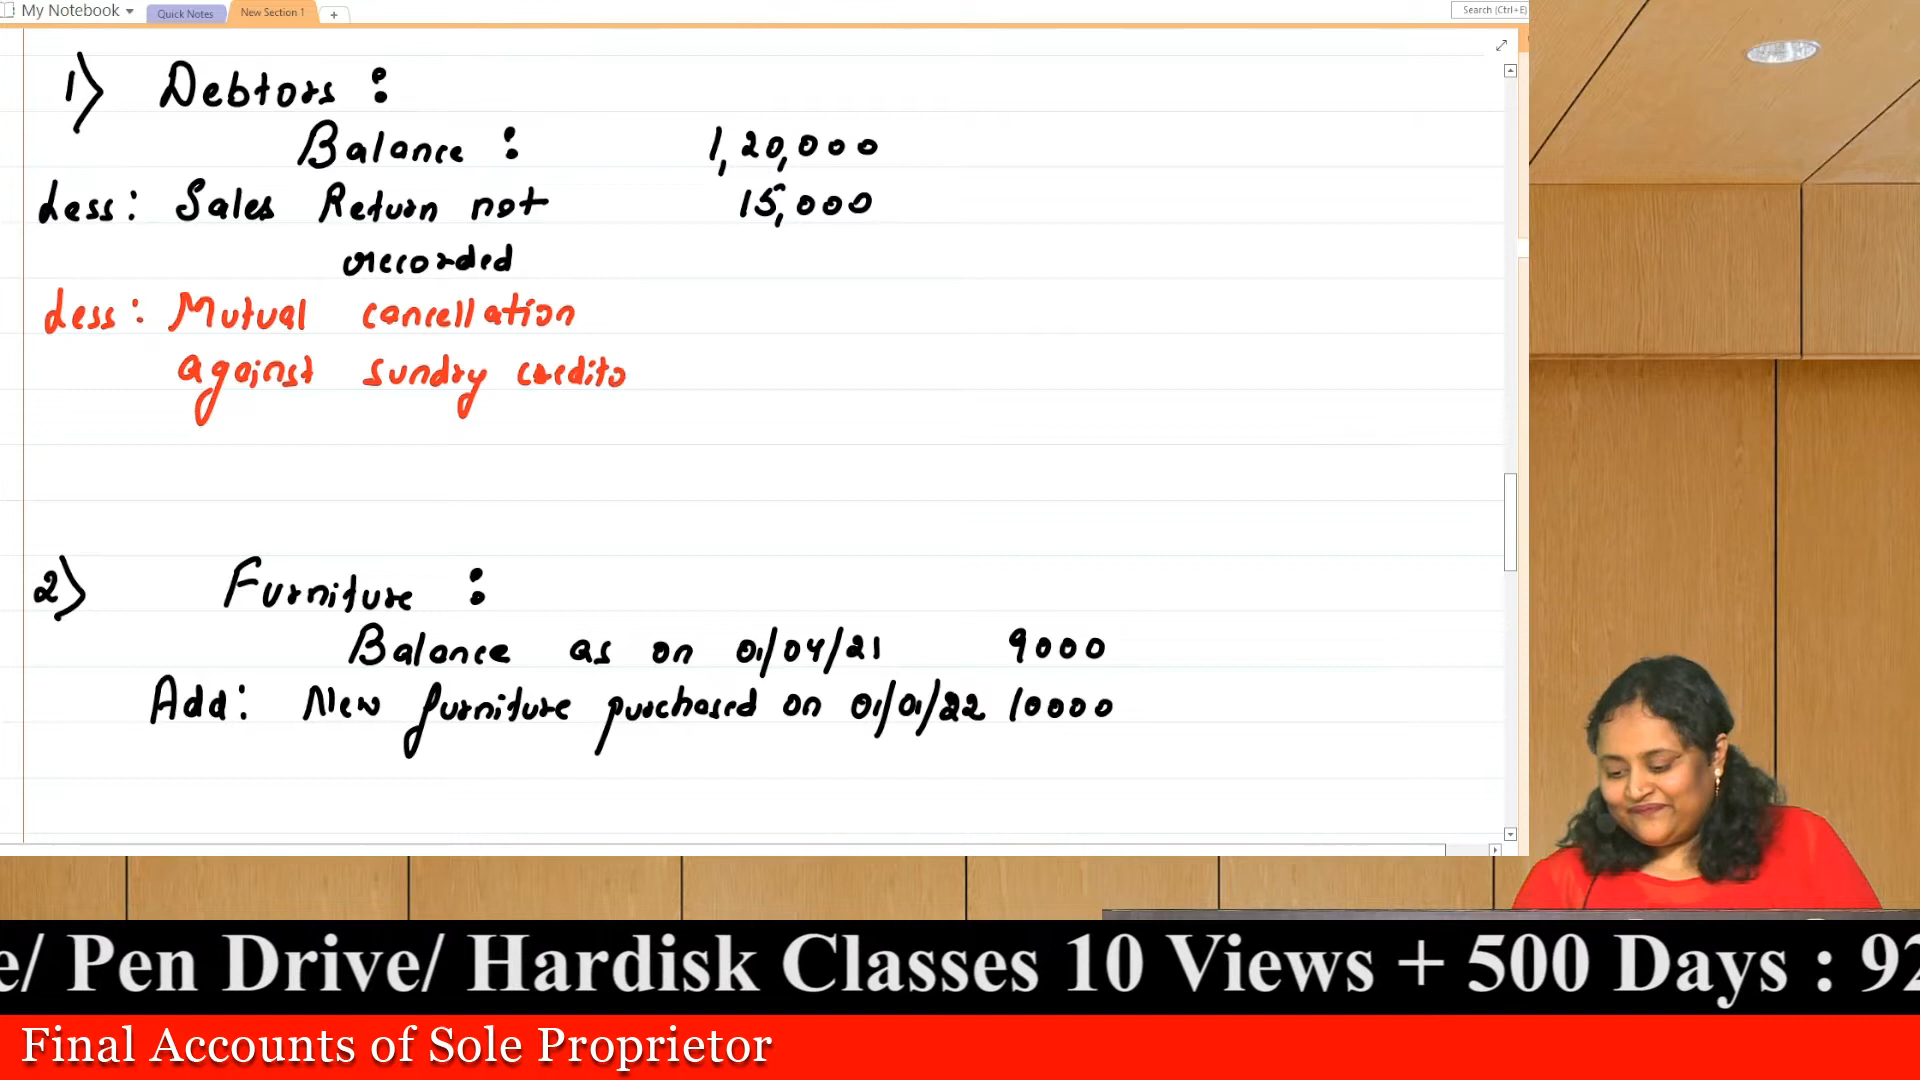 My Notebook
Quick Notes
New Section 1
Search (Ctrl+E)
1) Debtors :
Balance : 1,20,000
Less : Sales Return not 15,000
recorded
Less : Mutual cancellation
against sundry credito
2) Furniture :
Balance as on 01/04/21 9000
Add : New furniture purchased on 01/01/22 10000
e/ Pen Drive/ Hardisk Classes 10 Views + 500 Days : 92
Final Accounts of Sole Proprietor